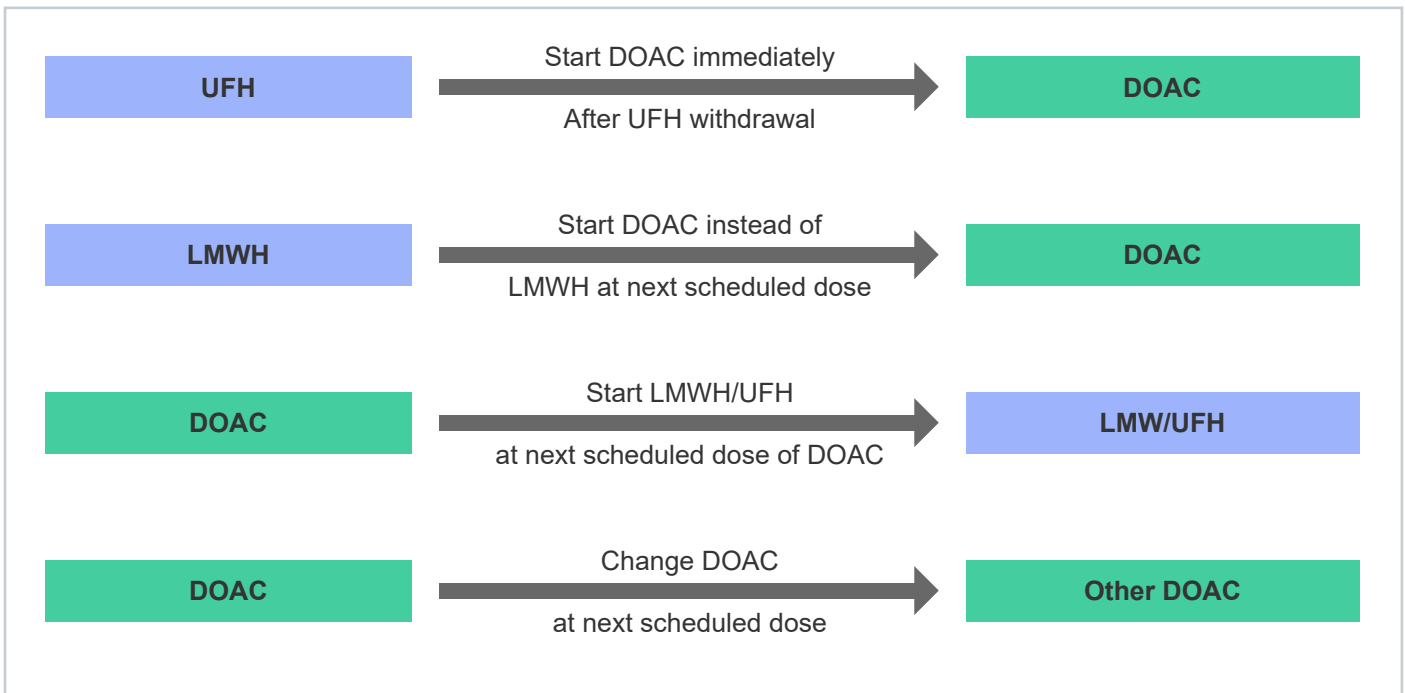 UFH
Start DOAC immediately
After UFH withdrawal
DOAC
LMWH
Start DOAC instead of
LMWH at next scheduled dose
DOAC
DOAC
Start LMWH/UFH
at next scheduled dose of DOAC
LMW/UFH
DOAC
Change DOAC
at next scheduled dose
Other DOAC